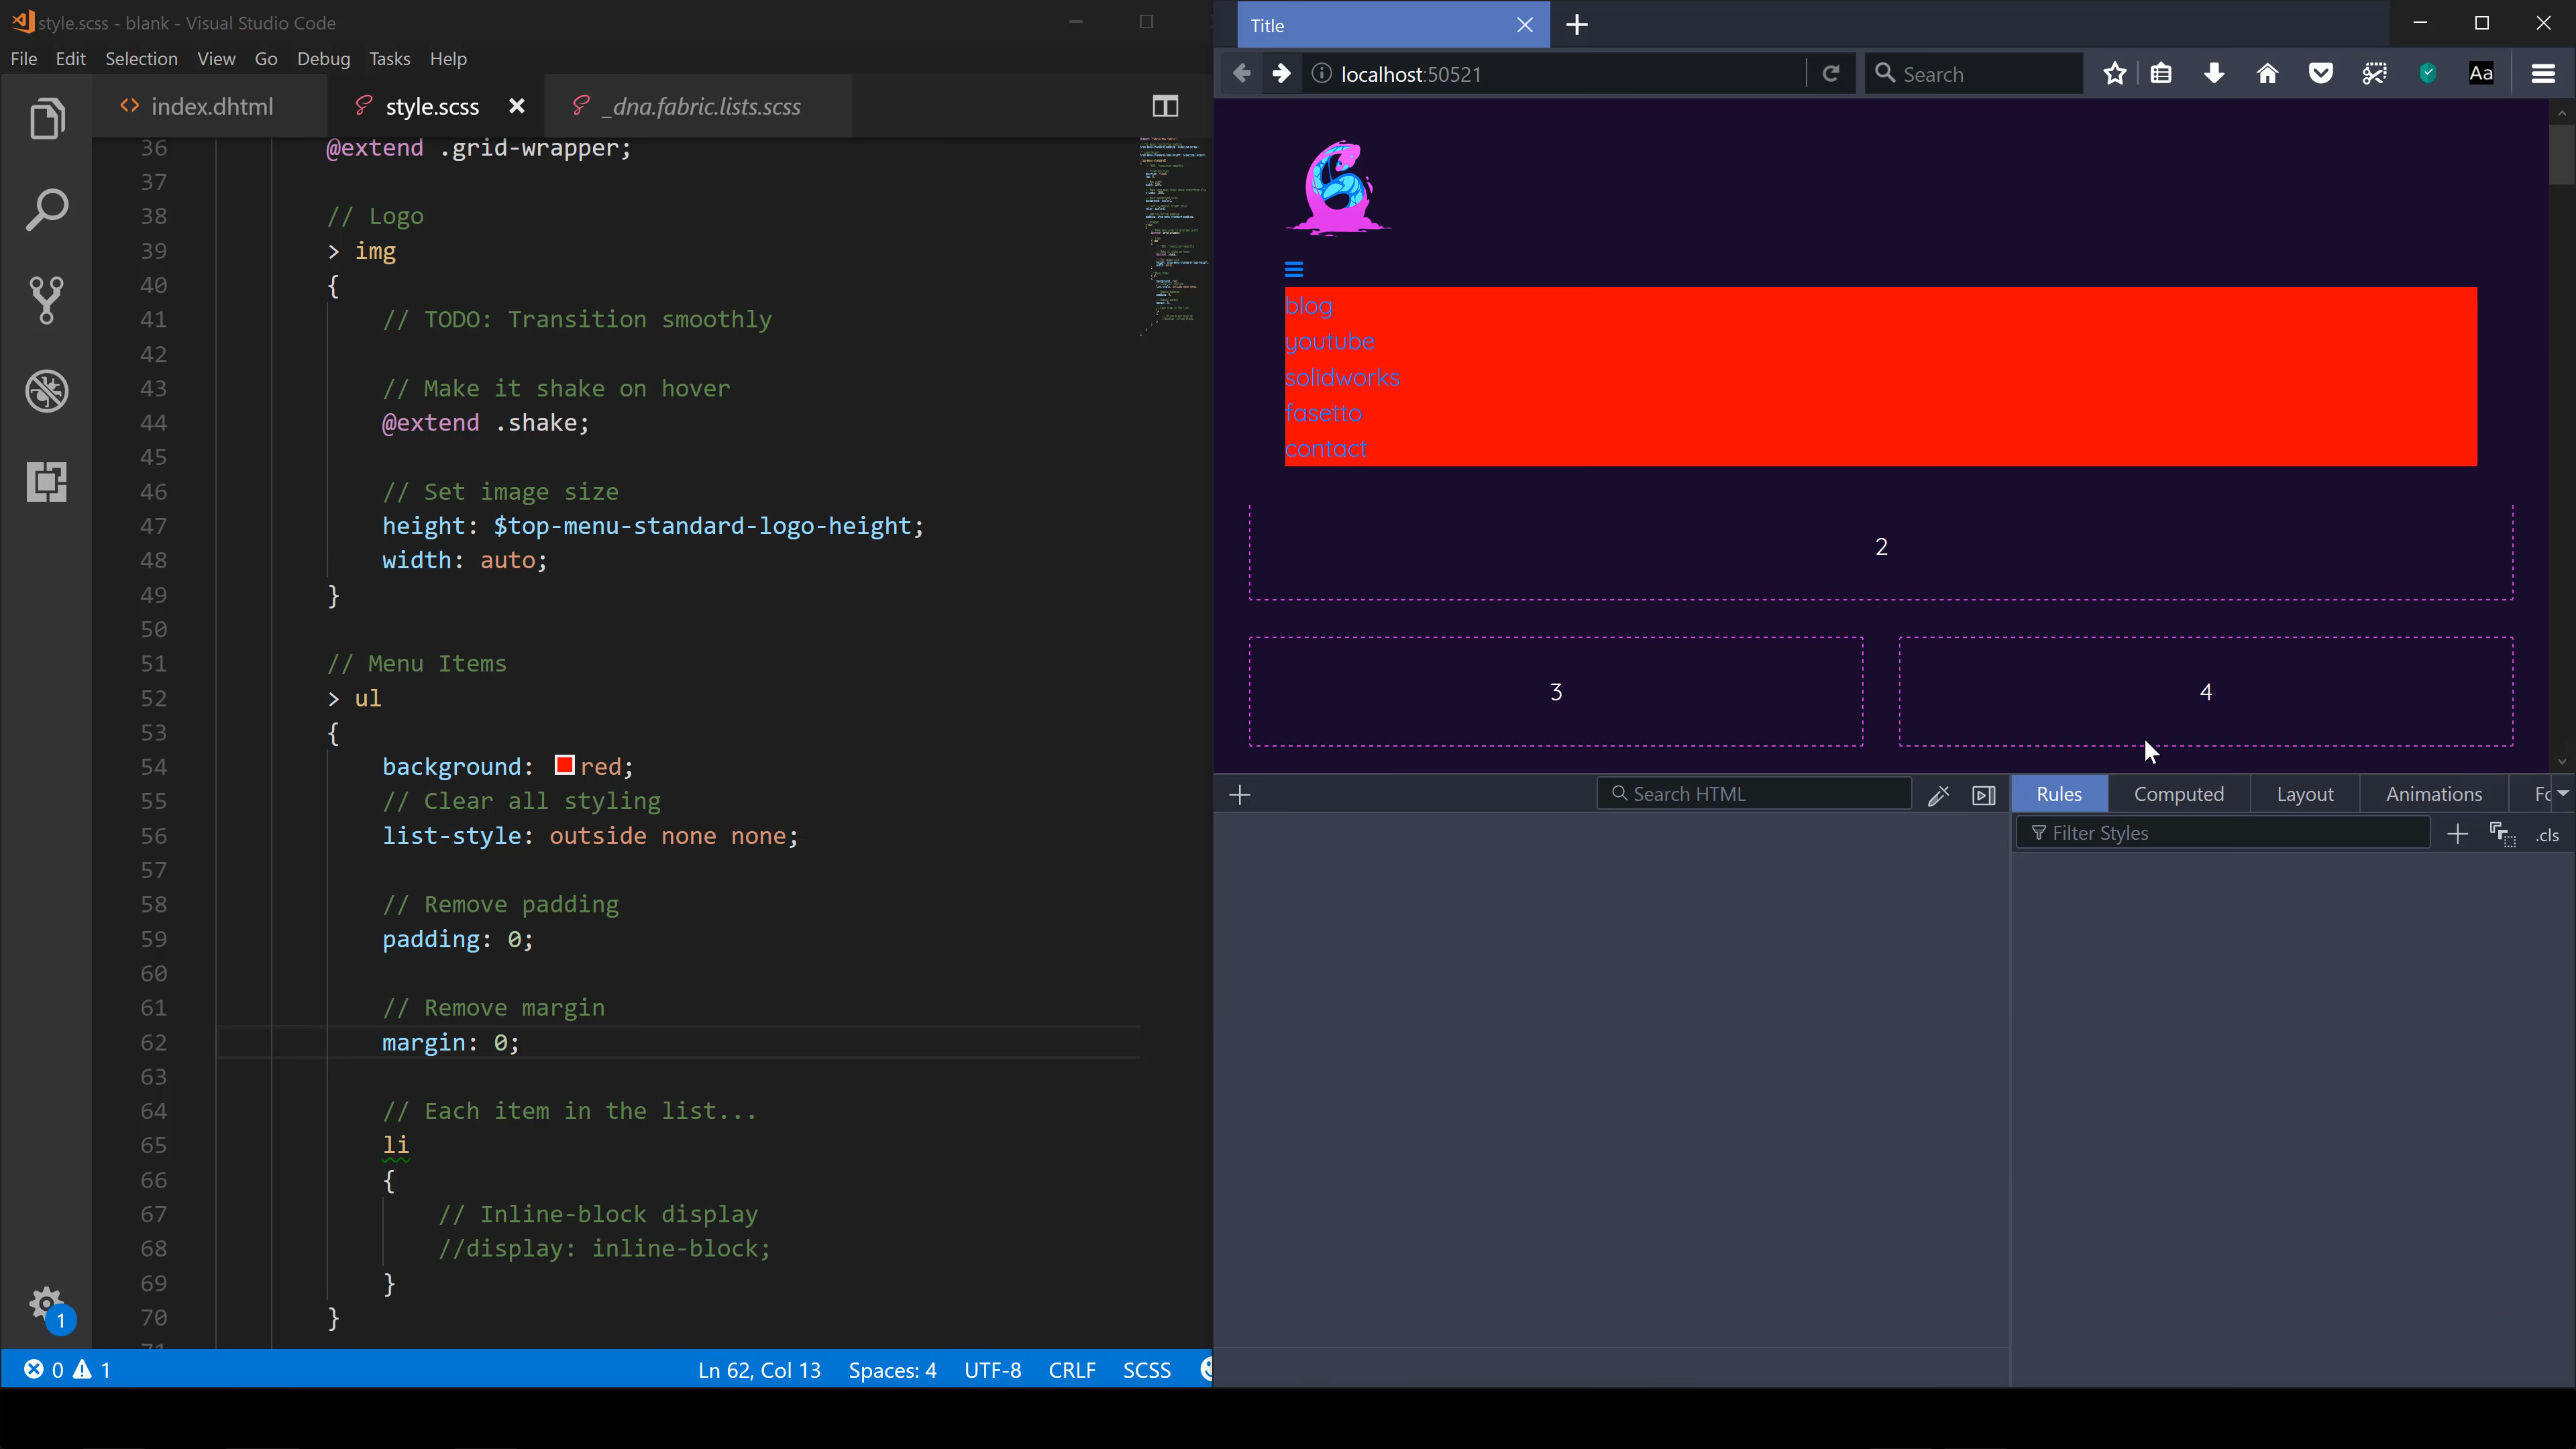 style.scss - blank - Visual Studio Code
File Edit Selection View Go Debug Tasks Help
index.dhtml
style.scss
_dna.fabric.lists.scss
36 @extend .grid-wrapper;
37
38 // Logo
39 > img
40 {
41 // TODO: Transition smoothly
42
43 // Make it shake on hover
44 @extend .shake;
45
46 // Set image size
47 height: $top-menu-standard-logo-height;
48 width: auto;
49 }
50
51 // Menu Items
52 > ul
53 {
54 background: red;
55 // Clear all styling
56 list-style: outside none none;
57
58 // Remove padding
59 padding: 0;
60
61 // Remove margin
62 margin: 0;
63
64 // Each item in the list...
65 li
66 {
67 // Inline-block display
68 //display: inline-block;
69 }
70 }
71
1
0 1
Ln 62, Col 13 Spaces: 4 UTF-8 CRLF SCSS
Title
localhost:50521
Search
Aa
blog
youtube
solidworks
fasetto
contact
2
3
4
Search HTML
Rules Computed Layout Animations Fo
Filter Styles
.cls